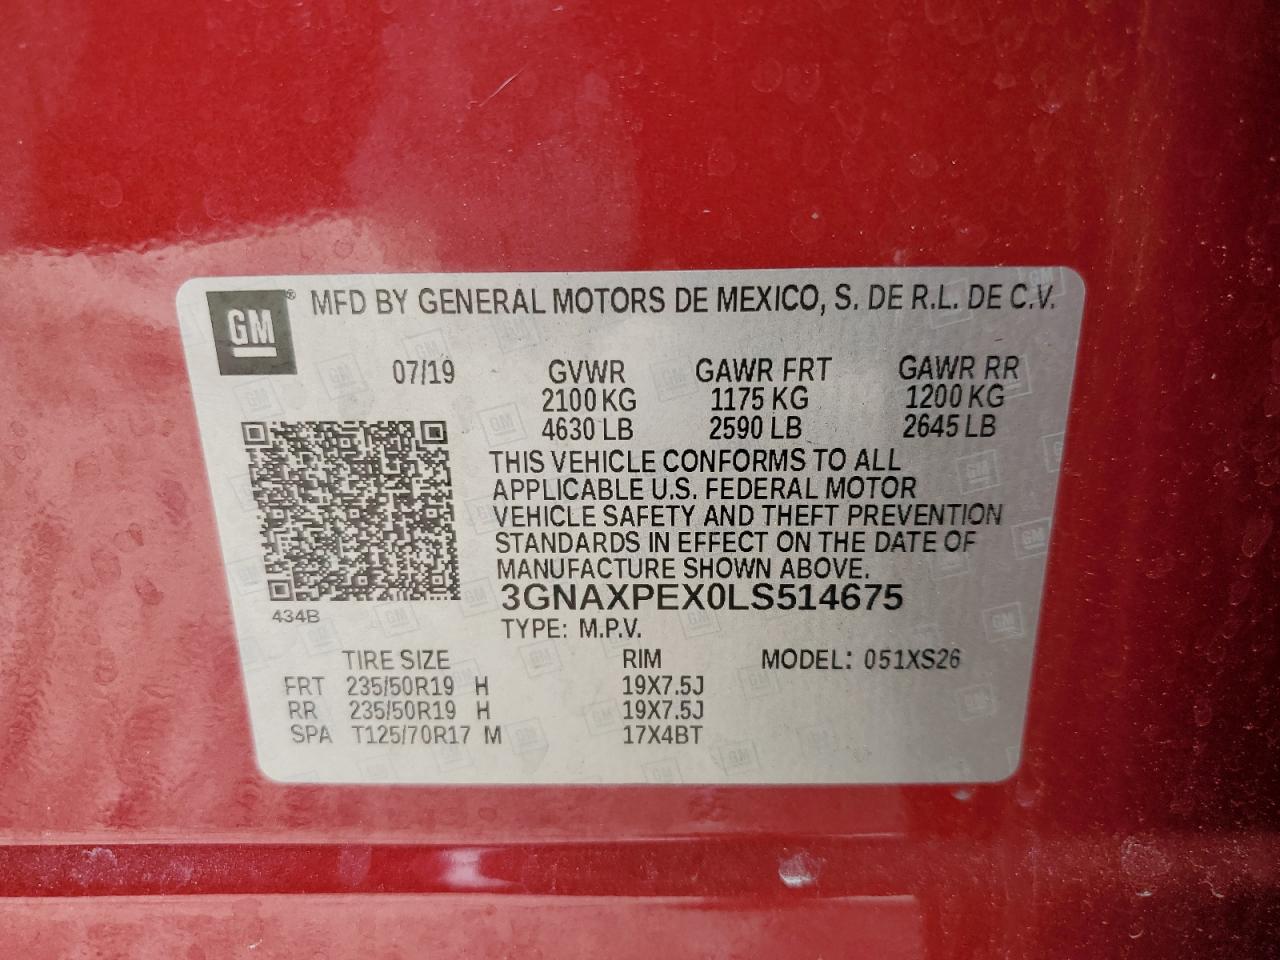 GM® MFD BY GENERAL MOTORS DE MEXICO, S. DE R.L. DE C.V.
07/19 GVWR GAWR FRT GAWR RR
2100 KG 1175 KG 1200 KG
4630 LB 2590 LB 2645 LB
THIS VEHICLE CONFORMS TO ALL
APPLICABLE U.S. FEDERAL MOTOR
VEHICLE SAFETY AND THEFT PREVENTION
STANDARDS IN EFFECT ON THE DATE OF
MANUFACTURE SHOWN ABOVE.
3GNAXPEX0LS514675
434B
TYPE: M.P.V.
TIRE SIZE RIM MODEL: 051XS26
FRT 235/50R19 H 19X7.5J
RR 235/50R19 H 19X7.5J
SPA T125/70R17 M 17X4BT